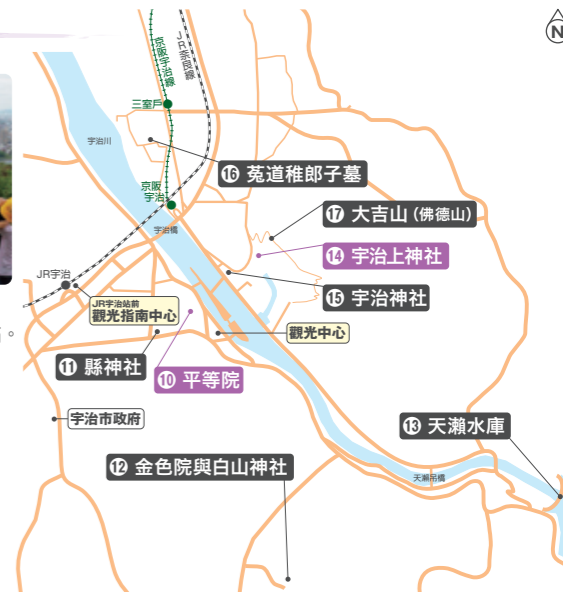 N
京阪宇治線
JR奈良線
三室戶
宇治川
⑯ 菟道稚郎子墓
京阪
宇治
⑰ 大吉山 (佛德山)
宇治橋
⑭ 宇治上神社
JR宇治
⑮ 宇治神社
JR宇治站前
觀光指南中心
觀光中心
。
⑪ 縣神社
⑩ 平等院
宇治市政府
⑬ 天瀨水庫
⑫ 金色院與白山神社
天瀨吊橋